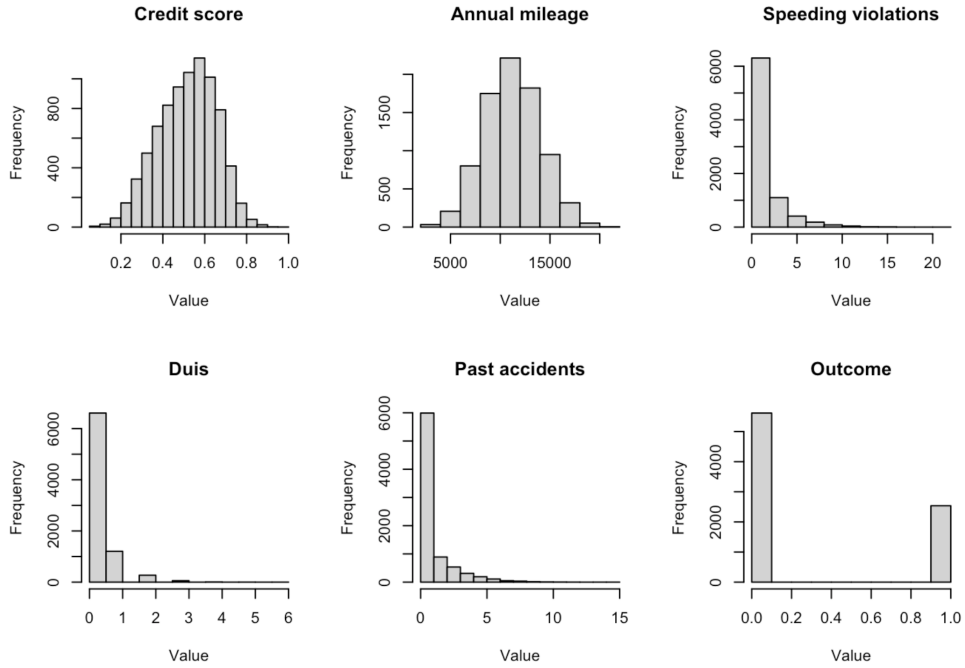 Credit score
Annual mileage
Speeding violations
Frequency
0 400 800
0.2 0.4 0.6 0.8 1.0
Value
Frequency
0 500 1500
5000 15000
Value
Frequency
0 2000 4000 6000
0 5 10 15 20
Value
Duis
Past accidents
Outcome
Frequency
0 2000 4000 6000
0 1 2 3 4 5 6
Value
Frequency
0 2000 4000 6000
0 5 10 15
Value
Frequency
0 2000 4000
0.0 0.2 0.4 0.6 0.8 1.0
Value